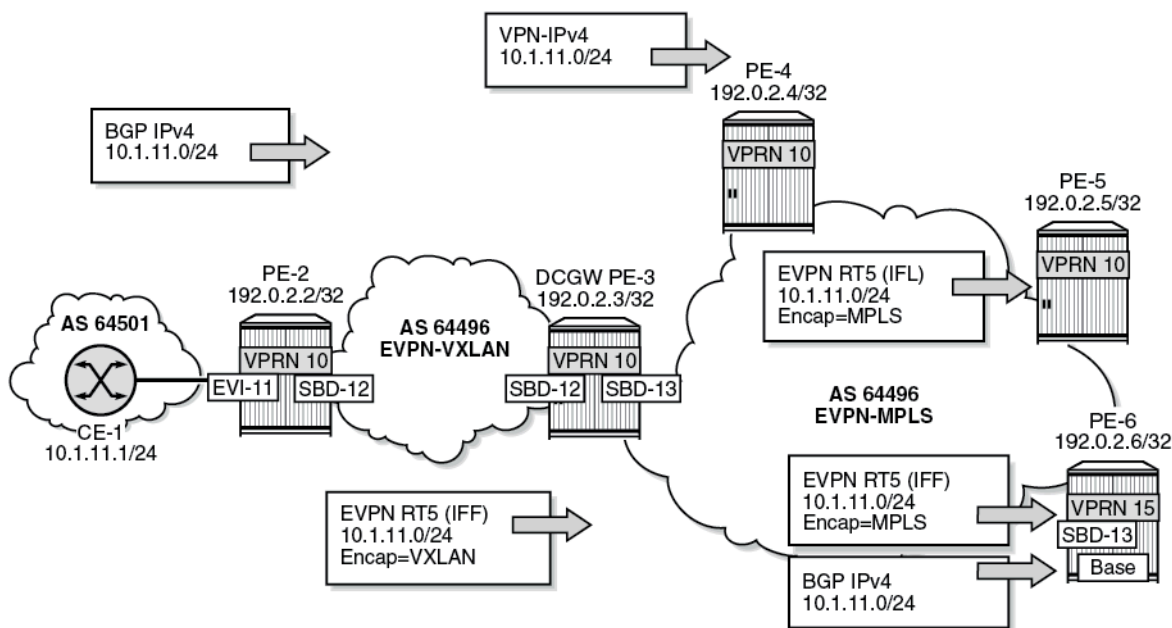 VPN-IPv4
10.1.11.0/24
PE-4
192.0.2.4/32
VPRN 10
BGP IPv4
10.1.11.0/24
PE-5
192.0.2.5/32
VPRN 10
EVPN RT5 (IFL)
10.1.11.0/24
Encap=MPLS
PE-2
192.0.2.2/32
VPRN 10
EVI-11
SBD-12
DCGW PE-3
192.0.2.3/32
VPRN 10
SBD-12
SBD-13
AS 64501
CE-1
10.1.11.1/24
AS 64496
EVPN-VXLAN
AS 64496
EVPN-MPLS
PE-6
192.0.2.6/32
VPRN 15
SBD-13
Base
EVPN RT5 (IFF)
10.1.11.0/24
Encap=VXLAN
EVPN RT5 (IFF)
10.1.11.0/24
Encap=MPLS
BGP IPv4
10.1.11.0/24